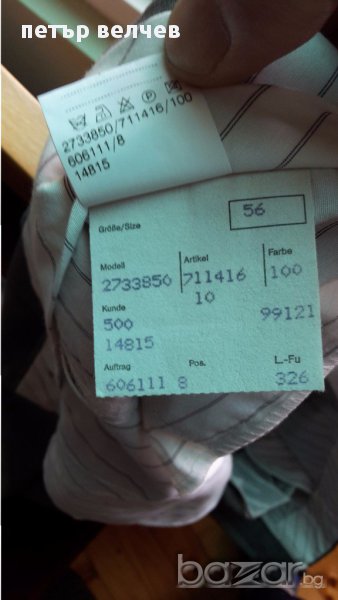 петър велчев
2733850/711416/100
606111/8
14815
Größe/Size 56
Modell Artikel Farbe
2733850 711416 100
10
Kunde
500 99121
14815
Auftrag Pos. L.-Fu
606111 8 326
bazar.bg